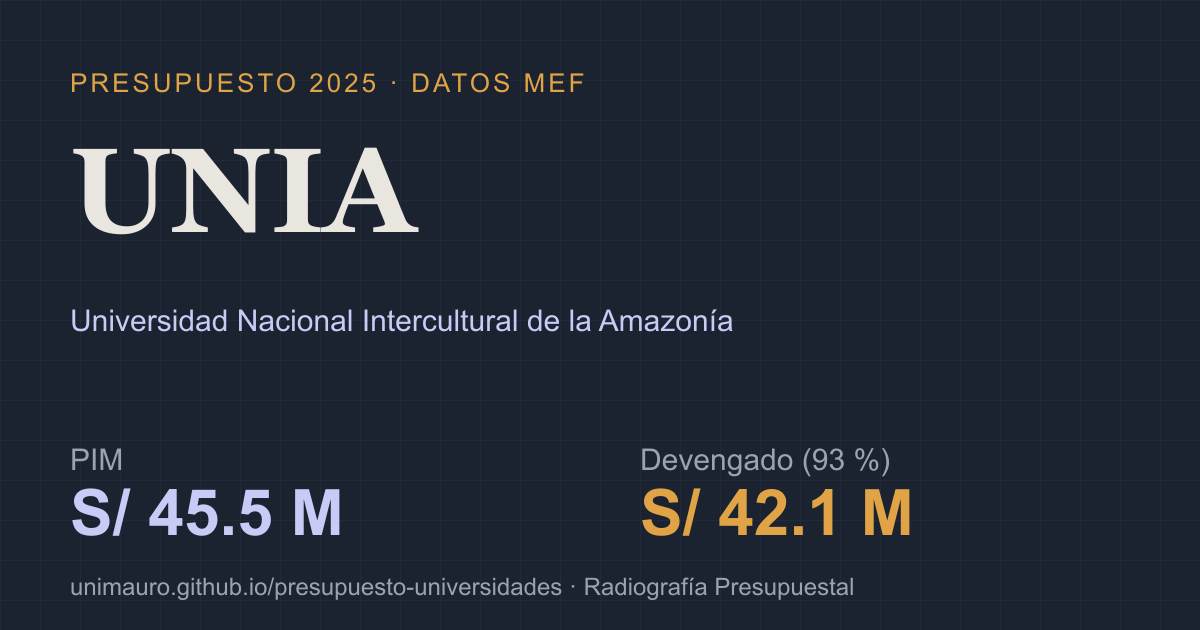 PRESUPUESTO 2025 · DATOS MEF
UNIA
Universidad Nacional Intercultural de la Amazonía
PIM
S/ 45.5 M
Devengado (93 %)
S/ 42.1 M
unimauro.github.io/presupuesto-universidades · Radiografía Presupuestal